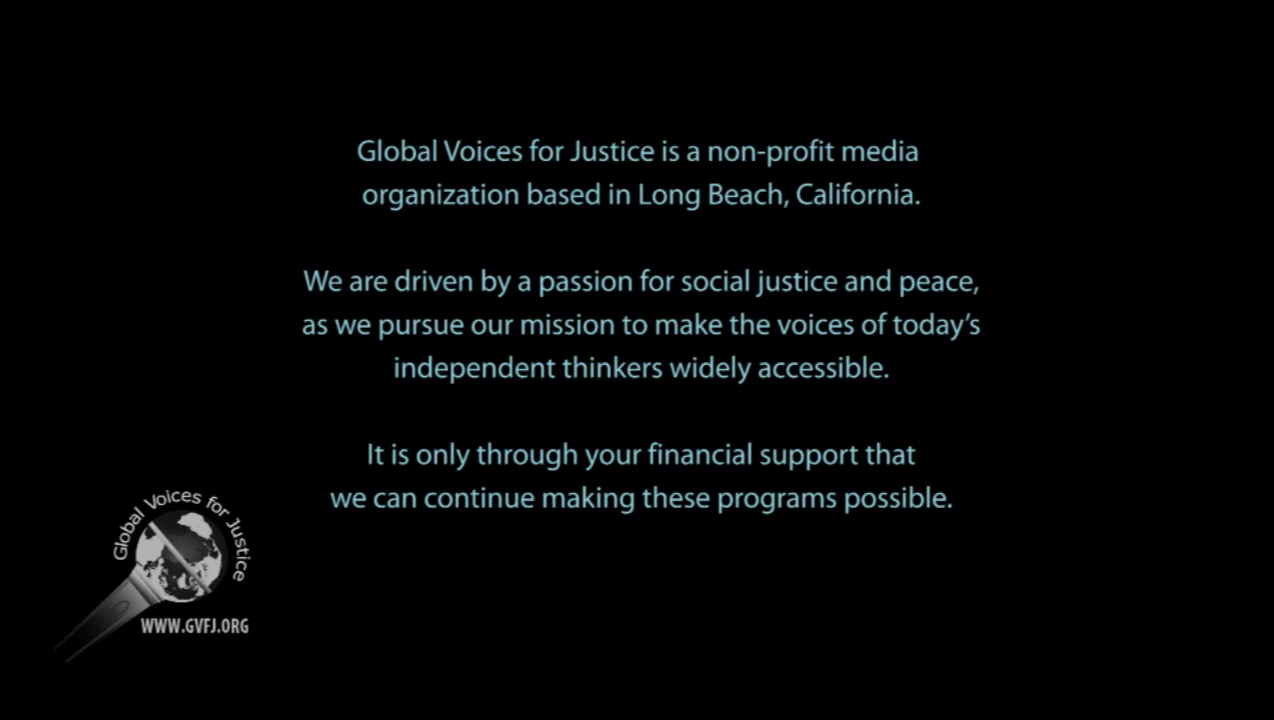 Global Voices for Justice is a non-profit media
organization based in Long Beach, California.
We are driven by a passion for social justice and peace,
as we pursue our mission to make the voices of today’s
independent thinkers widely accessible.
It is only through your financial support that
we can continue making these programs possible.
Global Voices for Justice
WWW.GVFJ.ORG